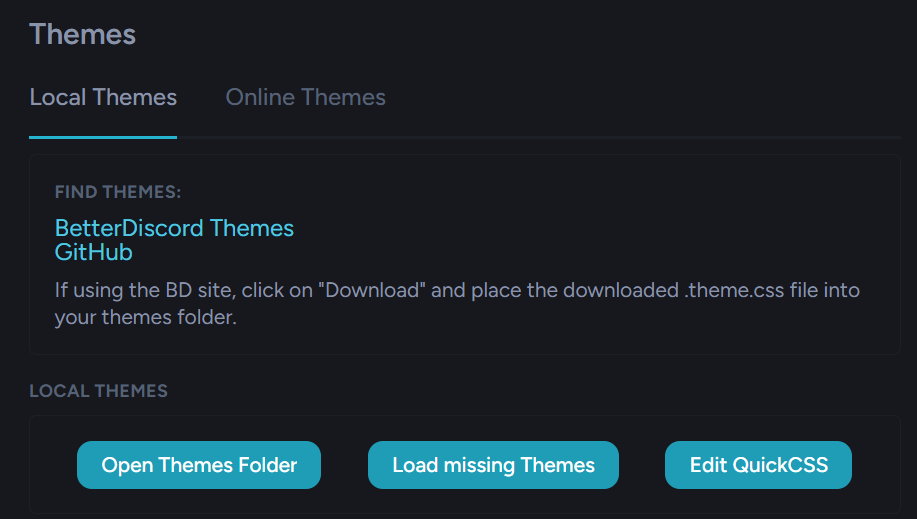 Themes
Local Themes
Online Themes
FIND THEMES:
BetterDiscord Themes
GitHub
If using the BD site, click on "Download" and place the downloaded .theme.css file into
your themes folder.
LOCAL THEMES
Open Themes Folder
Load missing Themes
Edit QuickCSS